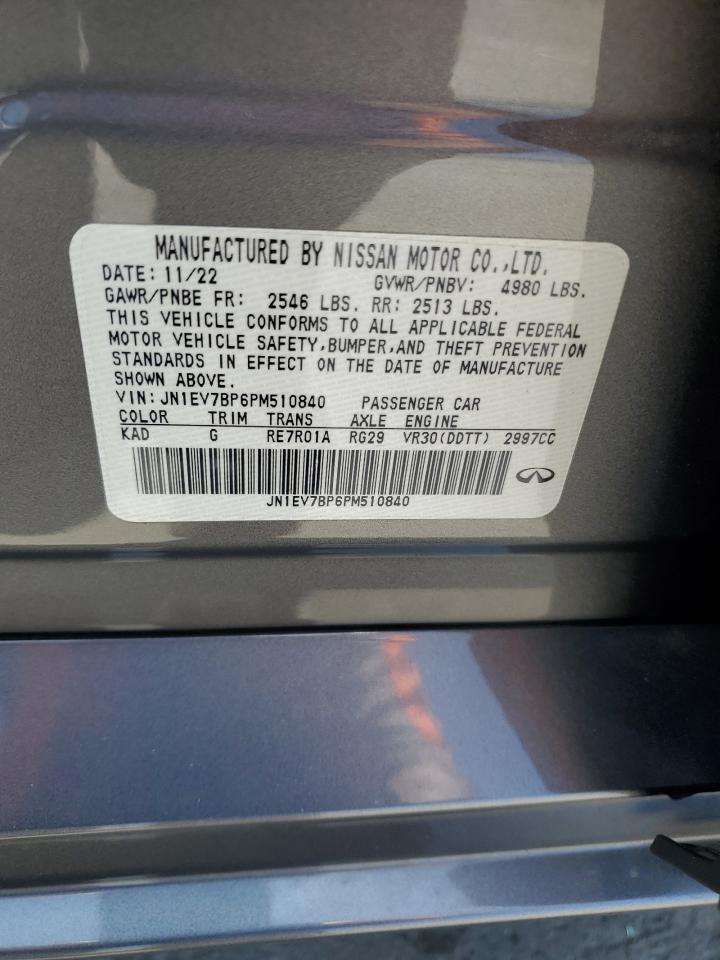 MANUFACTURED BY NISSAN MOTOR CO.,LTD.
DATE: 11/22 GVWR/PNBV: 4980 LBS.
GAWR/PNBE FR: 2546 LBS. RR: 2513 LBS.
THIS VEHICLE CONFORMS TO ALL APPLICABLE FEDERAL
MOTOR VEHICLE SAFETY,BUMPER,AND THEFT PREVENTION
STANDARDS IN EFFECT ON THE DATE OF MANUFACTURE
SHOWN ABOVE.
VIN: JN1EV7BP6PM510840 PASSENGER CAR
COLOR TRIM TRANS AXLE ENGINE
KAD G RE7R01A RG29 VR30(DDTT) 2997CC
JN1EV7BP6PM510840